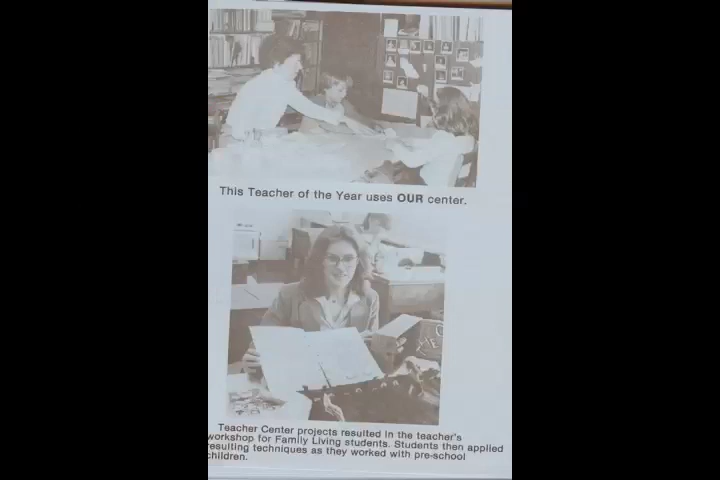 This Teacher of the Year uses OUR center.
Teacher Center projects resulted in the teacher's
workshop for Family Living students. Students then applied
resulting techniques as they worked with pre-school
children.